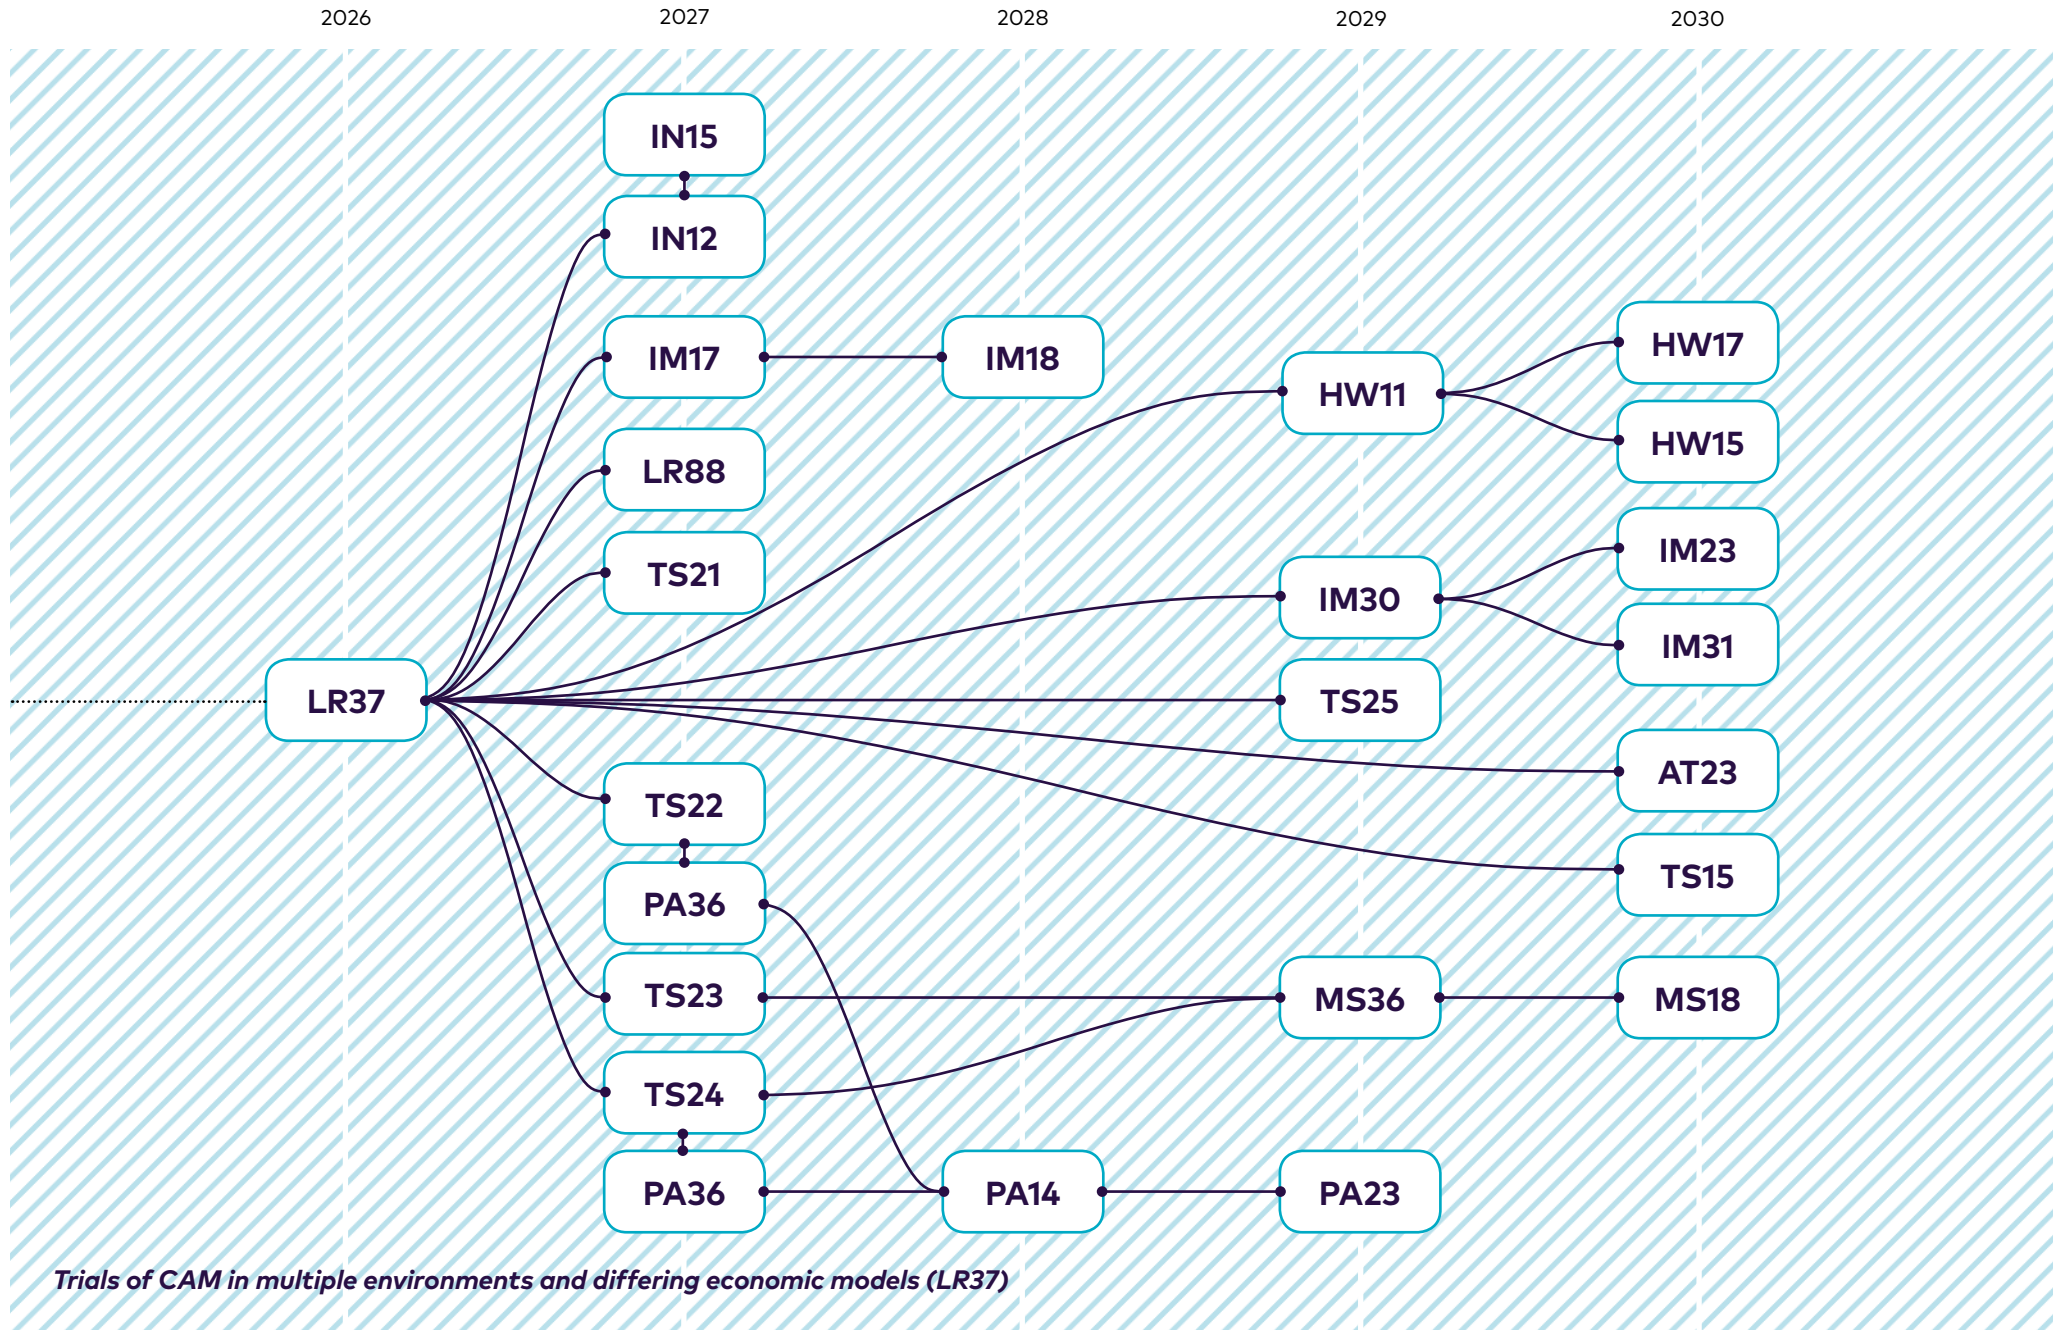 2026 2027 2028 2029 2030
IN15
IN12
IM17 IM18
HW11
HW17
HW15
LR88
TS21
IM30
IM23
IM31
LR37
TS25
AT23
TS22
TS15
PA36
TS23 MS36 MS18
TS24
PA36 PA14 PA23
Trials of CAM in multiple environments and differing economic models (LR37)